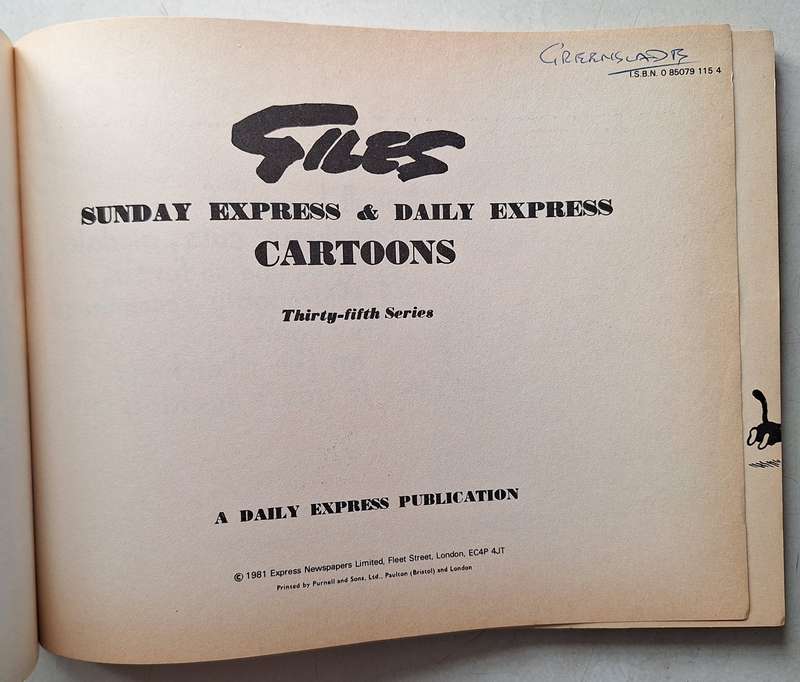 GREENSLADE
I.S.B.N. 0 85079 115 4
GILES
SUNDAY EXPRESS & DAILY EXPRESS
CARTOONS
Thirty-fifth Series
A DAILY EXPRESS PUBLICATION
© 1981 Express Newspapers Limited, Fleet Street, London, EC4P 4JT
Printed by Purnell and Sons, Ltd., Paulton (Bristol) and London